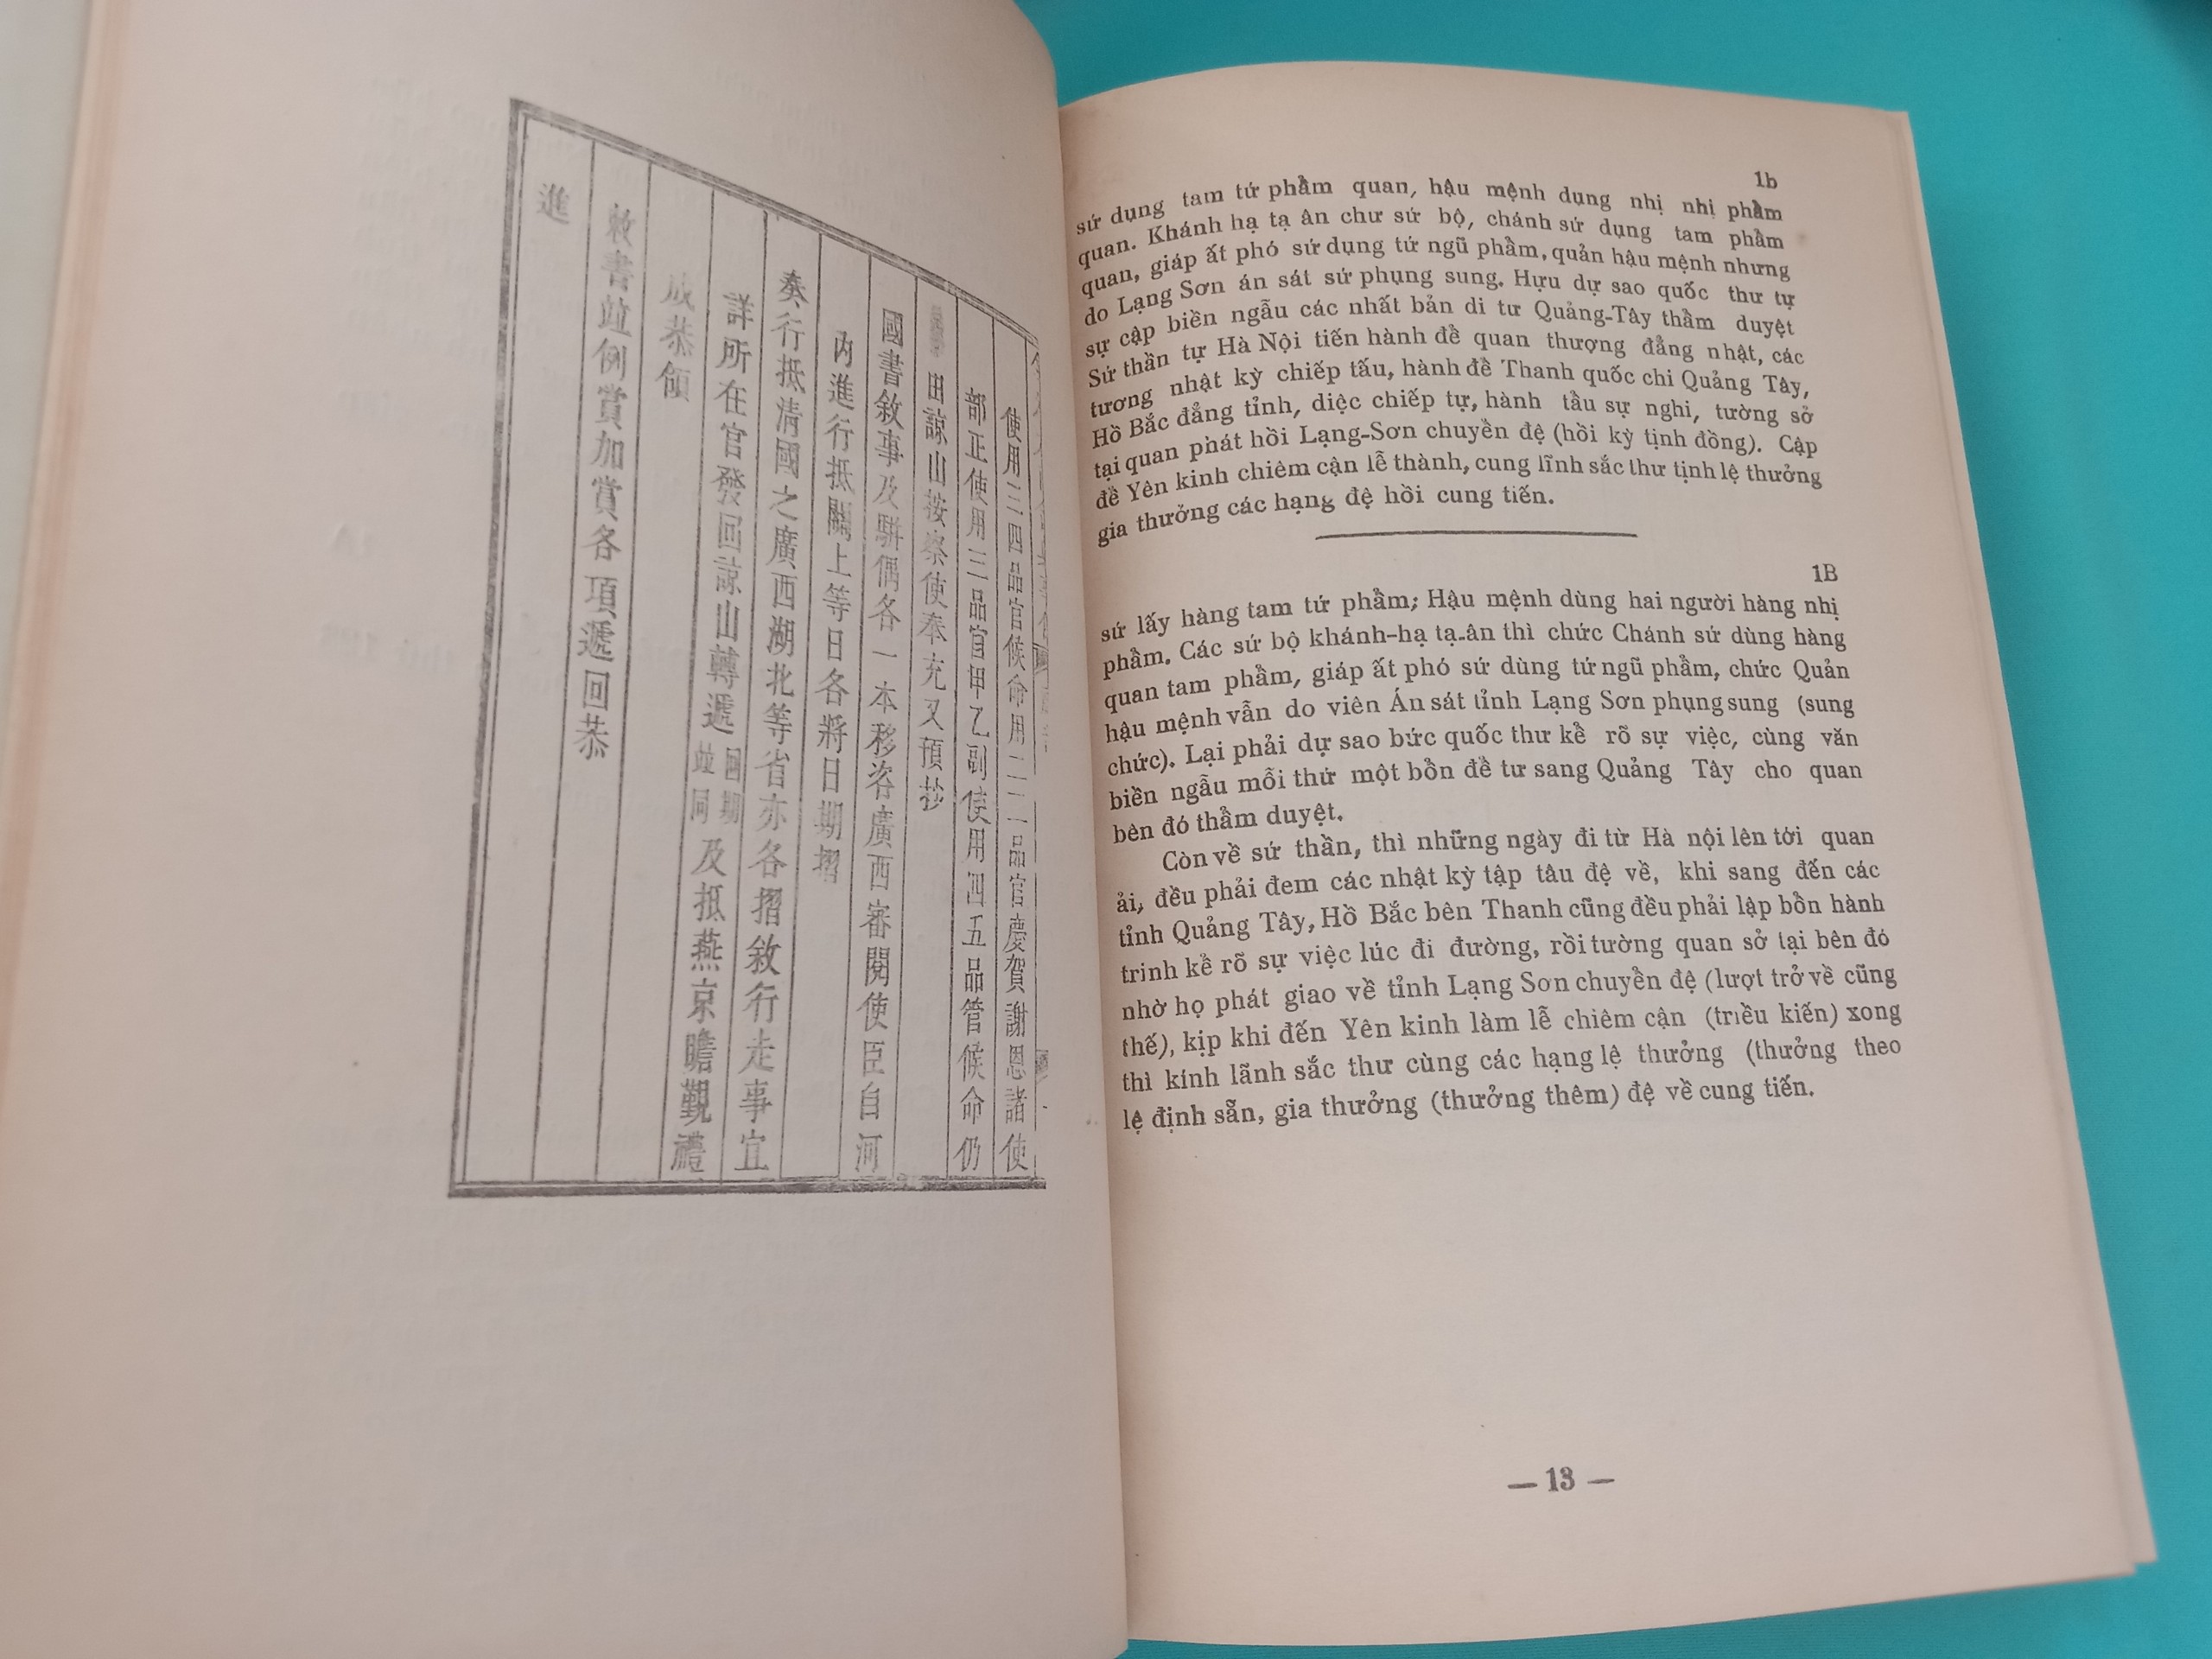 使用三四品官候命用二二品官慶賀謝恩諸使
部正使用三品官甲乙副使用四五品管候命仍
田諒山按察使奉充又預抄
國書敘事及駢偶各一本移咨廣西審閱使臣自河
内進行抵關上等日各將日期摺
奏行抵清國之廣西湖北等省亦各摺敘行走事宜
詳所在官發回諒山轉遞回期竝同及抵燕京瞻覲禮
成恭領
敕書竝例賞加賞各項遞回恭
進
1b
sứ dụng tam tứ phẩm quan, hậu mệnh dụng nhị nhị phẩm
quan. Khánh hạ tạ ân chư sứ bộ, chánh sứ dụng tam phẩm
quan, giáp ất phó sứ dụng tứ ngũ phẩm, quản hậu mệnh nhưng
do Lạng Sơn án sát sứ phụng sung. Hựu dự sao quốc thư tự
sự cập biền ngẫu các nhất bản di tư Quảng-Tây thẩm duyệt
Sứ thần tự Hà Nội tiến hành đề quan thượng đẳng nhật, các
tương nhật kỳ chiếp tấu, hành đề Thanh quốc chi Quảng Tây,
Hồ Bắc đẳng tỉnh, diệc chiếp tự, hành tầu sự nghi, tường sở
tại quan phát hồi Lạng-Sơn chuyển đệ (hồi kỳ tịnh đồng). Cập
đề Yên kinh chiêm cận lễ thành, cung lĩnh sắc thư tịnh lệ thưởng
gia thưởng các hạng đệ hồi cung tiến.
1B
sứ lấy hàng tam tứ phẩm; Hậu mệnh dùng hai người hàng nhị
phẩm. Các sứ bộ khánh-hạ tạ-ân thì chức Chánh sứ dùng hàng
quan tam phẩm, giáp ất phó sứ dùng tứ ngũ phẩm, chức Quản
hậu mệnh vẫn do viên Án sát tỉnh Lạng Sơn phụng sung (sung
chức). Lại phải dự sao bức quốc thư kể rõ sự việc, cùng văn
biền ngẫu mỗi thứ một bồn đề tư sang Quảng Tây cho quan
bên đó thẩm duyệt.
Còn về sứ thần, thì những ngày đi từ Hà nội lên tới quan
ải, đều phải đem các nhật kỳ tập tâu đệ về, khi sang đến các
tỉnh Quảng Tây, Hồ Bắc bên Thanh cũng đều phải lập bồn hành
trinh kể rõ sự việc lúc đi đường, rồi tường quan sở tại bên đó
nhờ họ phát giao về tỉnh Lạng Sơn chuyển đệ (lượt trở về cũng
thế), kịp khi đến Yên kinh làm lễ chiêm cận (triều kiến) xong
thì kính lãnh sắc thư cùng các hạng lệ thưởng (thưởng theo
lệ định sẵn, gia thưởng (thưởng thêm) đệ về cung tiến.
— 13 —